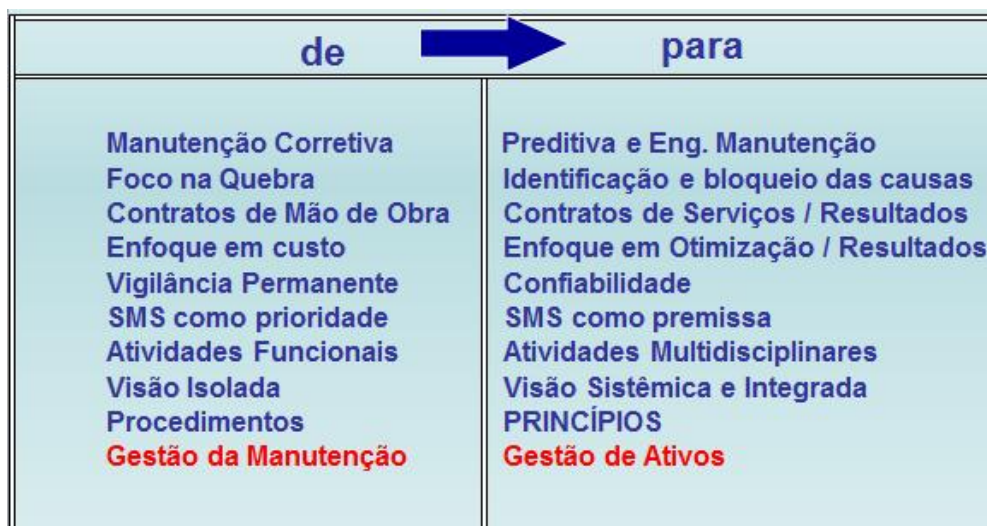 de para
Manutenção Corretiva Preditiva e Eng. Manutenção
Foco na Quebra Identificação e bloqueio das causas
Contratos de Mão de Obra Contratos de Serviços / Resultados
Enfoque em custo Enfoque em Otimização / Resultados
Vigilância Permanente Confiabilidade
SMS como prioridade SMS como premissa
Atividades Funcionais Atividades Multidisciplinares
Visão Isolada Visão Sistêmica e Integrada
Procedimentos PRINCÍPIOS
Gestão da Manutenção Gestão de Ativos